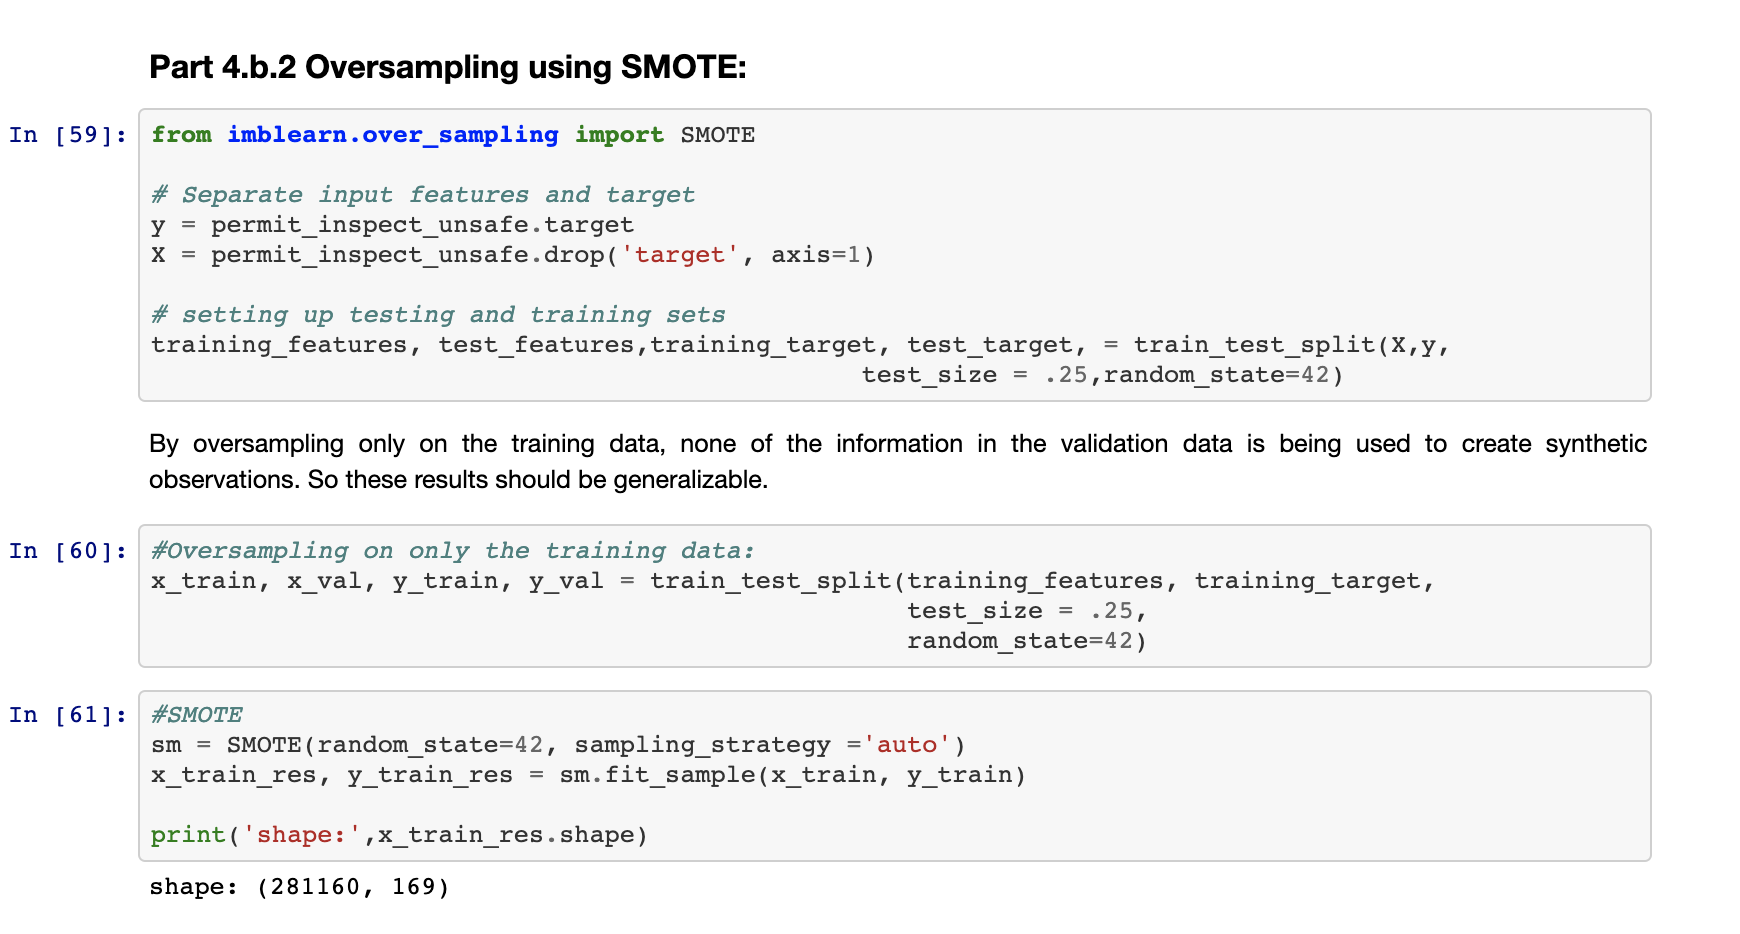 Part 4.b.2 Oversampling using SMOTE:
In [59]:
from imblearn.over_sampling import SMOTE
# Separate input features and target
y = permit_inspect_unsafe.target
X = permit_inspect_unsafe.drop('target', axis=1)
# setting up testing and training sets
training_features, test_features,training_target, test_target, = train_test_split(X,y,
test_size = .25,random_state=42)
By oversampling only on the training data, none of the information in the validation data is being used to create synthetic
observations. So these results should be generalizable.
In [60]:
#Oversampling on only the training data:
x_train, x_val, y_train, y_val = train_test_split(training_features, training_target,
test_size = .25,
random_state=42)
In [61]:
#SMOTE
sm = SMOTE(random_state=42, sampling_strategy ='auto')
x_train_res, y_train_res = sm.fit_sample(x_train, y_train)
print('shape:',x_train_res.shape)
shape: (281160, 169)